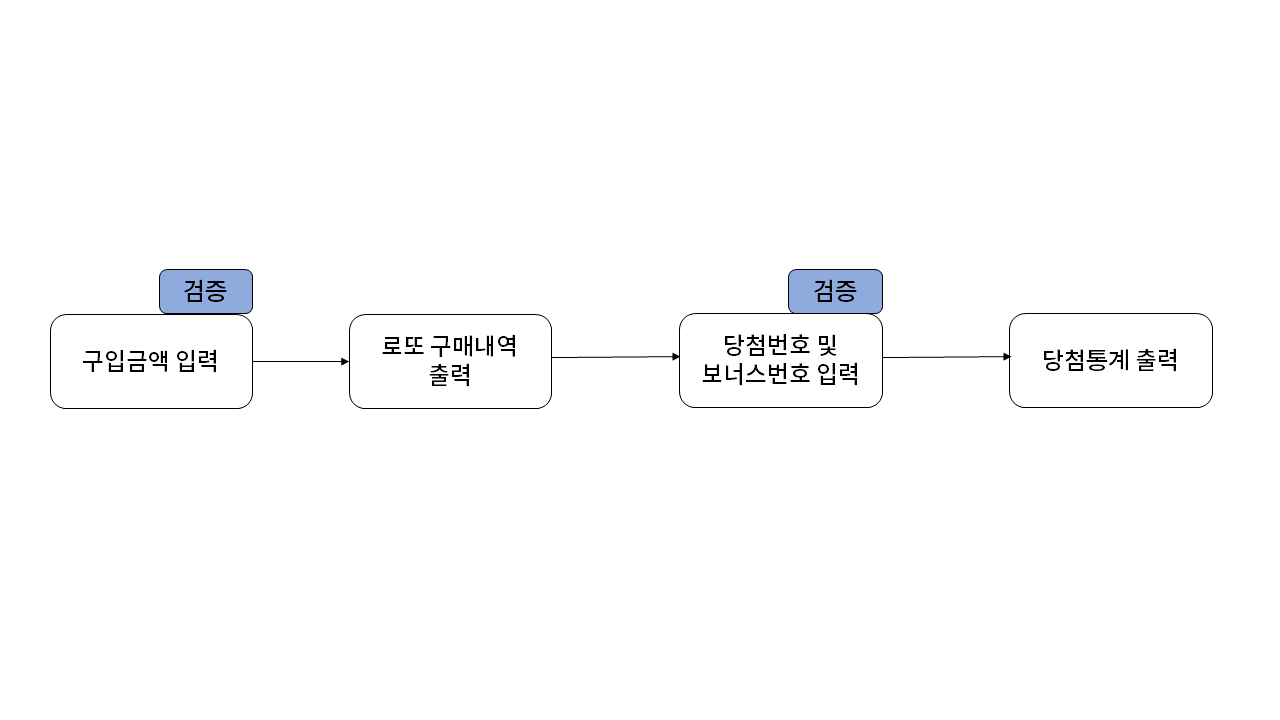 검증
구입금액 입력
로또 구매내역
출력
검증
당첨번호 및
보너스번호 입력
당첨통계 출력